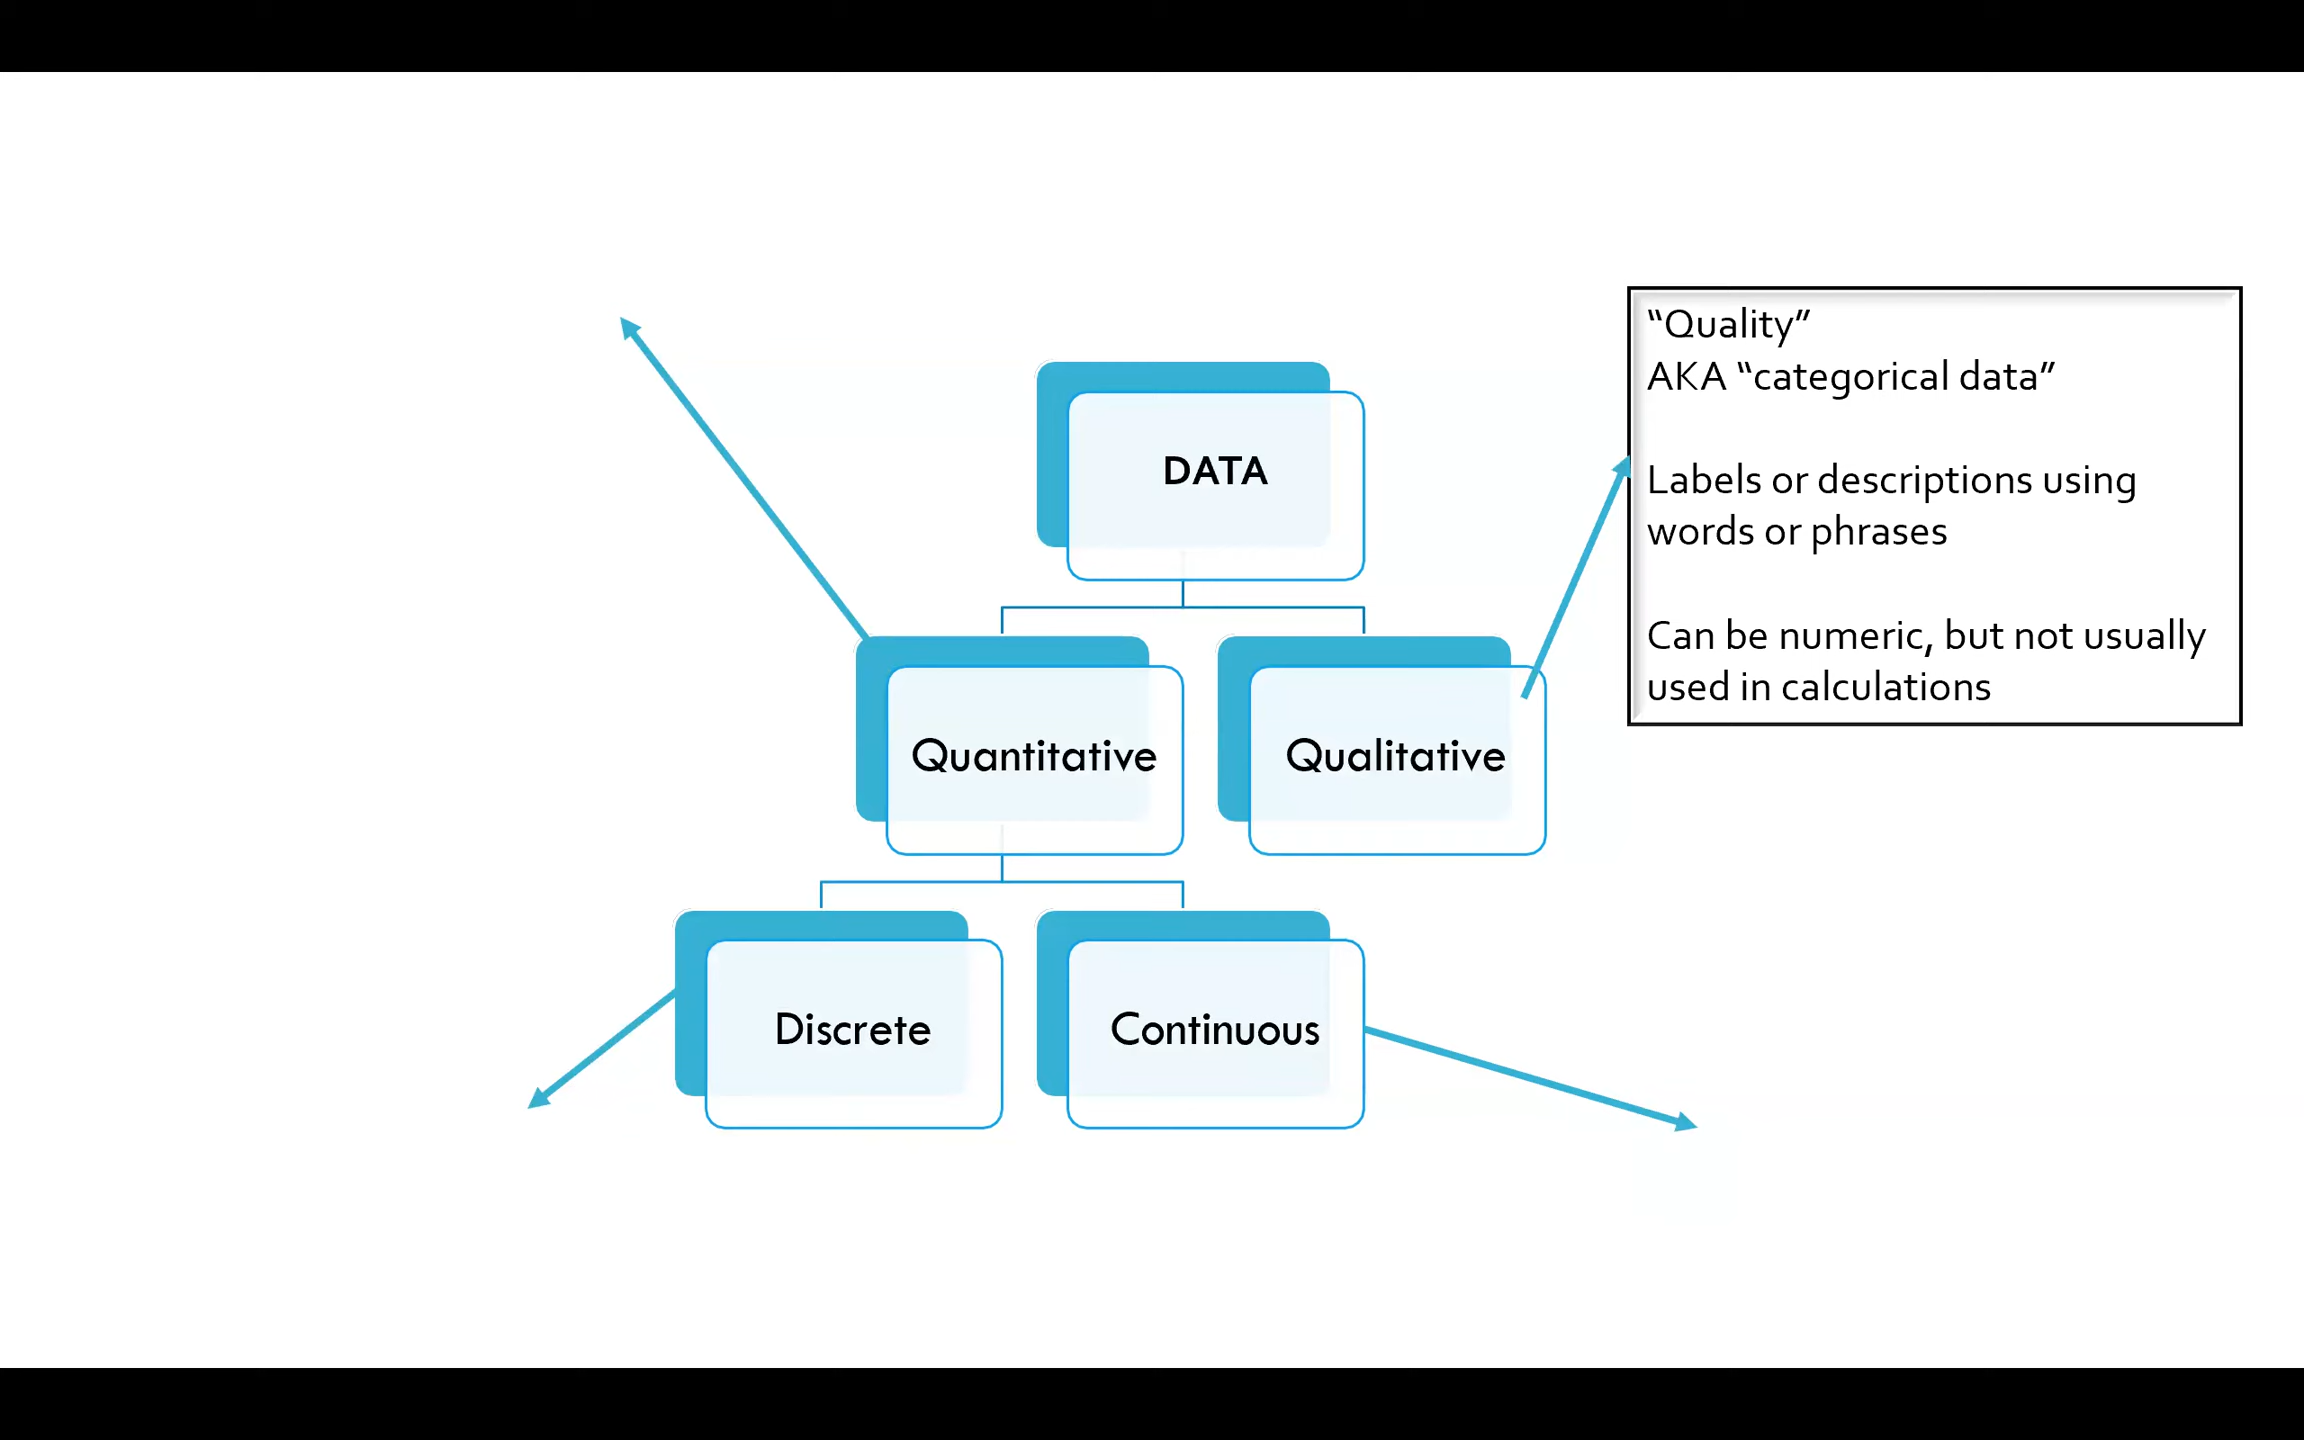 “Quality”
AKA “categorical data”
Labels or descriptions using
words or phrases
Can be numeric, but not usually
used in calculations
DATA
Quantitative
Qualitative
Discrete
Continuous